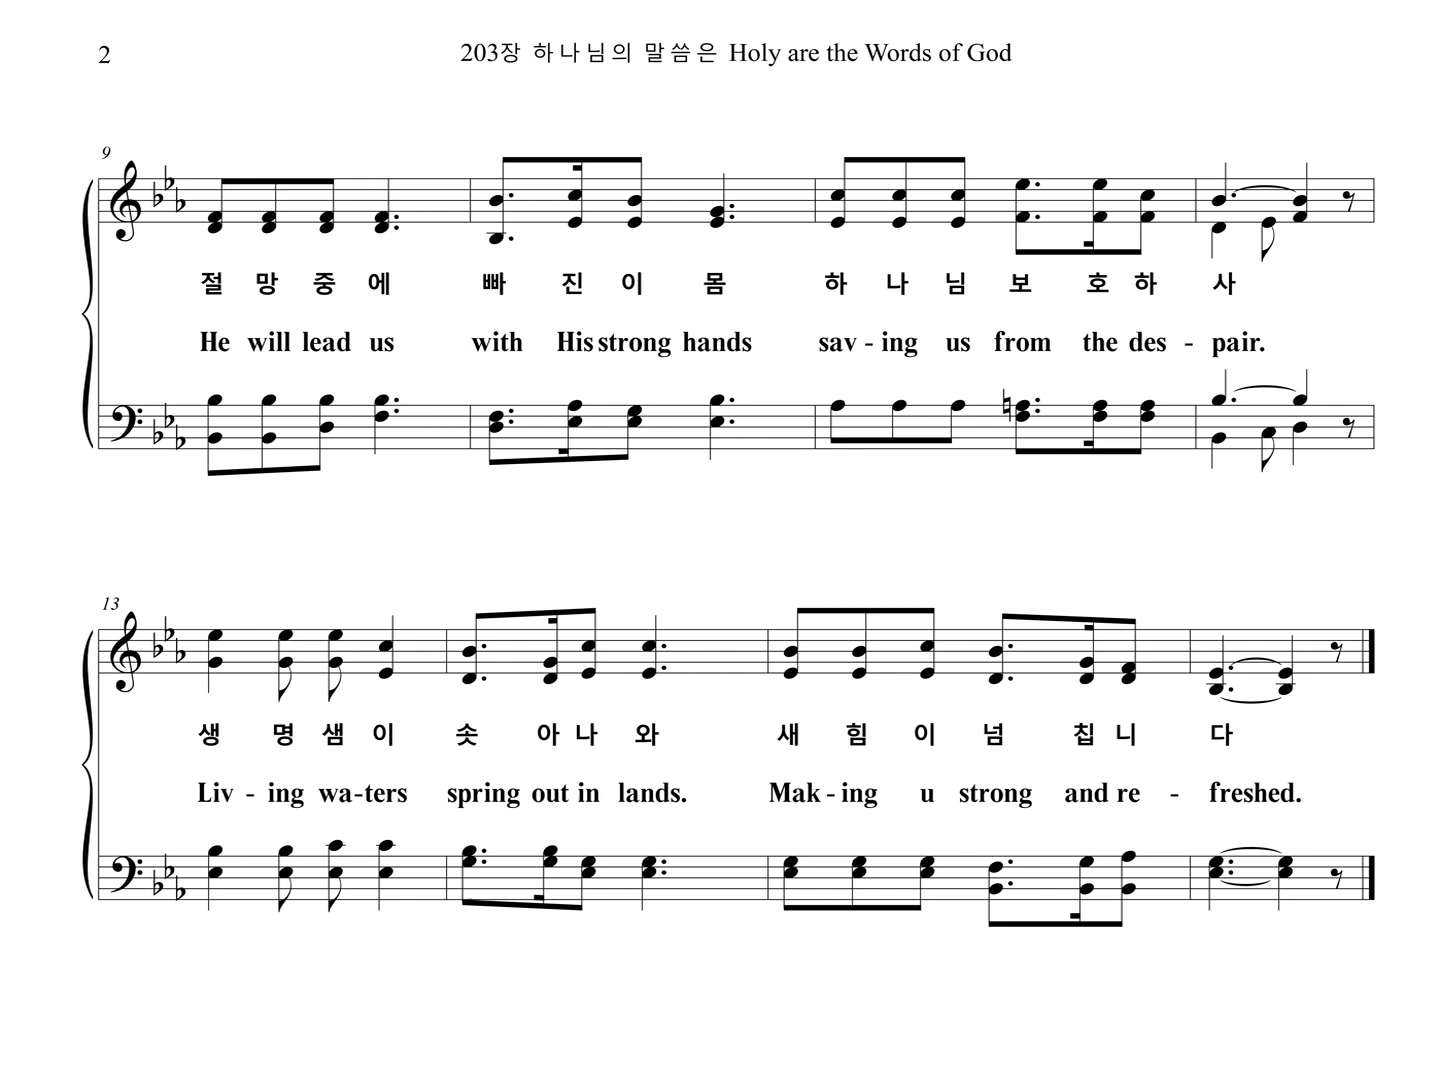 2
203장 하나님의 말씀은 Holy are the Words of God
9
절 망 중 에 빠 진 이 몸 하 나 님 보 호 하 사
He will lead us with His strong hands sav - ing us from the des - pair.
13
생 명 샘 이 솟 아 나 와 새 힘 이 넘 칩 니 다
Liv - ing wa-ters spring out in lands. Mak - ing u strong and re - freshed.